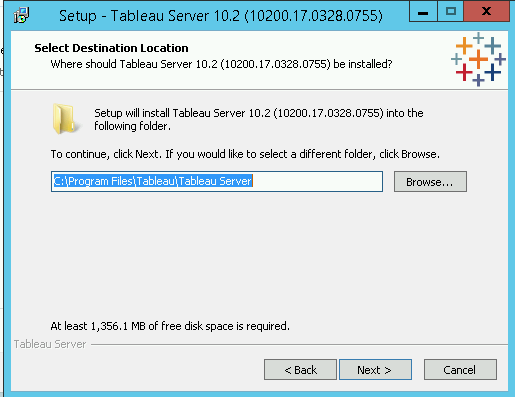 Setup - Tableau Server 10.2 (10200.17.0328.0755)
Select Destination Location
Where should Tableau Server 10.2 (10200.17.0328.0755) be installed?
Setup will install Tableau Server 10.2 (10200.17.0328.0755) into the
following folder.
To continue, click Next. If you would like to select a different folder, click Browse.
C:\Program Files\Tableau\Tableau Server
Browse...
At least 1,356.1 MB of free disk space is required.
Tableau Server
< Back
Next >
Cancel